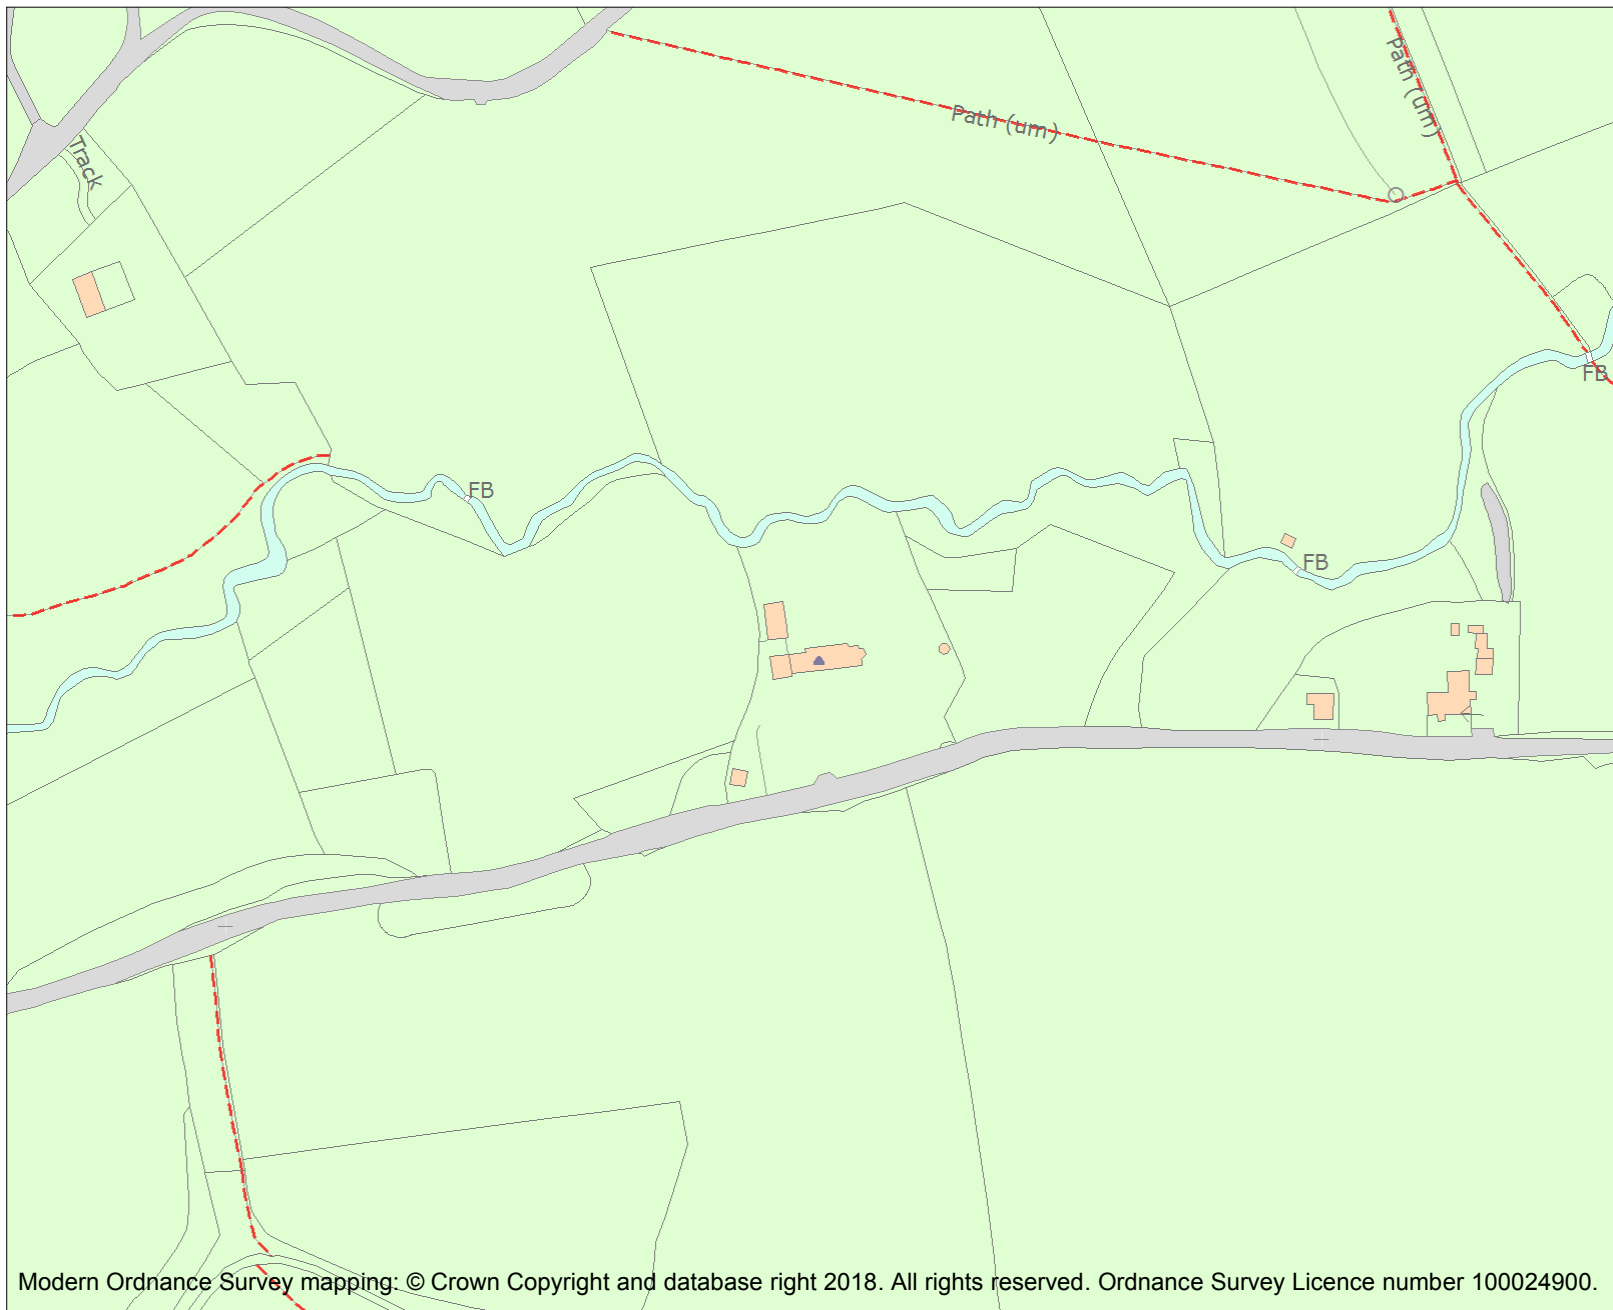 Path (um)
Path (um)
Track
FB
FB
FB
Modern Ordnance Survey mapping: © Crown Copyright and database right 2018. All rights reserved. Ordnance Survey Licence number 100024900.